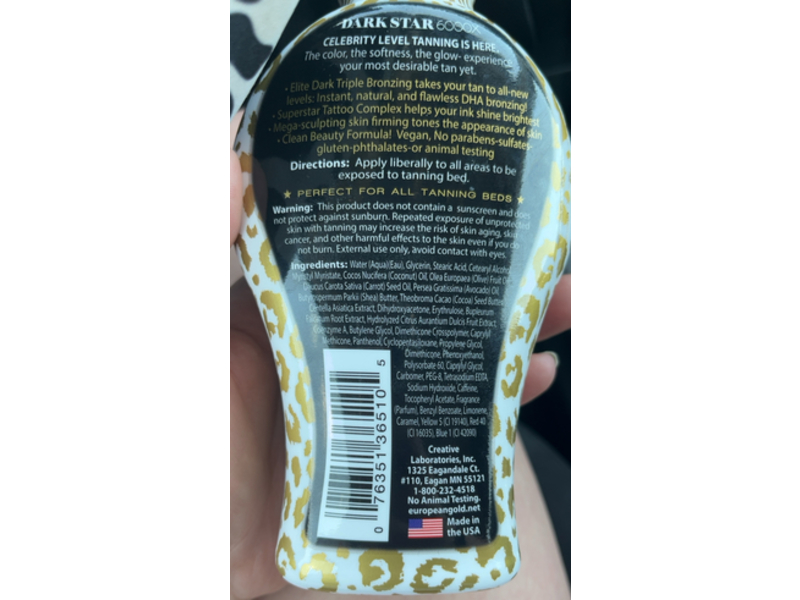 DARK STAR 6000X
CELEBRITY LEVEL TANNING IS HERE.
The color, the softness, the glow- experience
your most desirable tan yet.
• Elite Dark Triple Bronzing takes your tan to all-new
levels: Instant, natural, and flawless DHA bronzing!
• Superstar Tattoo Complex helps your ink shine brightest
• Mega-sculpting skin firming tones the appearance of skin
• Clean Beauty Formula! Vegan, No parabens-sulfates-
gluten-phthalates-or animal testing
Directions: Apply liberally to all areas to be
exposed to tanning bed.
★ PERFECT FOR ALL TANNING BEDS ★
Warning: This product does not contain a sunscreen and does
not protect against sunburn. Repeated exposure of unprotected
skin with tanning may increase the risk of skin aging, skin
cancer, and other harmful effects to the skin even if you do
not burn. External use only, avoid contact with eyes.
Ingredients: Water (Aqua)(Eau), Glycerin, Stearic Acid, Cetearyl Alcohol,
Myristyl Myristate, Cocos Nucifera (Coconut) Oil, Olea Europaea (Olive) Fruit Oil,
Daucus Carota Sativa (Carrot) Seed Oil, Persea Gratissima (Avocado) Oil,
Butyrospermum Parkii (Shea) Butter, Theobroma Cacao (Cocoa) Seed Butter,
Centella Asiatica Extract, Dihydroxyacetone, Erythrulose, Bupleurum
Falcatum Root Extract, Hydrolyzed Citrus Aurantium Dulcis Fruit Extract,
Coenzyme A, Butylene Glycol, Dimethicone Crosspolymer, Caprylyl
Methicone, Panthenol, Cyclopentasiloxane, Propylene Glycol,
Dimethicone, Phenoxyethanol,
Polysorbate 60, Caprylyl Glycol,
Carbomer, PEG-8, Tetrasodium EDTA,
Sodium Hydroxide, Caffeine,
Tocopheryl Acetate, Fragrance
(Parfum), Benzyl Benzoate, Limonene,
Caramel, Yellow 5 (CI 19140), Red 40
(CI 16035), Blue 1 (CI 42090)
0 76351 36510 5
Creative
Laboratories, Inc.
1325 Eagandale Ct.
#110, Eagan MN 55121
1-800-232-4518
No Animal Testing.
europeangold.net
Made in
the USA